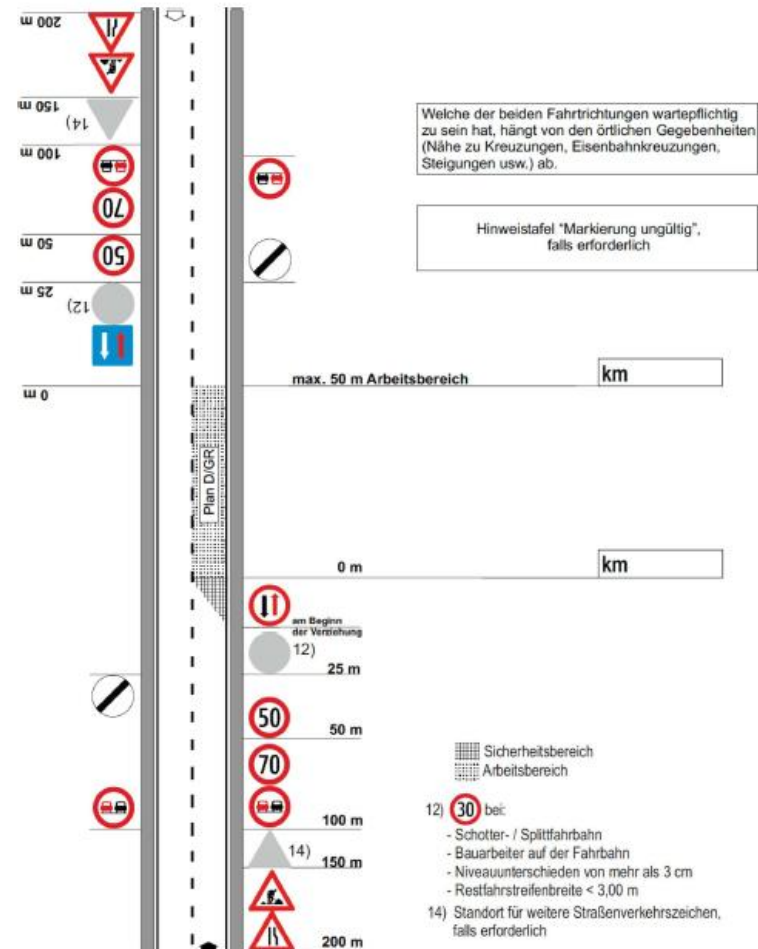 200 m
150 m
14)
100 m
70
50 m
50
25 m
12)
0 m
Welche der beiden Fahrtrichtungen wartepflichtig
zu sein hat, hängt von den örtlichen Gegebenheiten
(Nähe zu Kreuzungen, Eisenbahnkreuzungen,
Steigungen usw.) ab.
Hinweistafel "Markierung ungültig",
falls erforderlich
max. 50 m Arbeitsbereich
km
Plan D/GR
0 m
km
am Beginn
der Verziehung
12)
25 m
50
50 m
70
100 m
14)
150 m
200 m
Sicherheitsbereich
Arbeitsbereich
12) 30 bei:
- Schotter- / Splittfahrbahn
- Bauarbeiter auf der Fahrbahn
- Niveauunterschieden von mehr als 3 cm
- Restfahrstreifenbreite < 3,00 m
14) Standort für weitere Straßenverkehrszeichen,
falls erforderlich